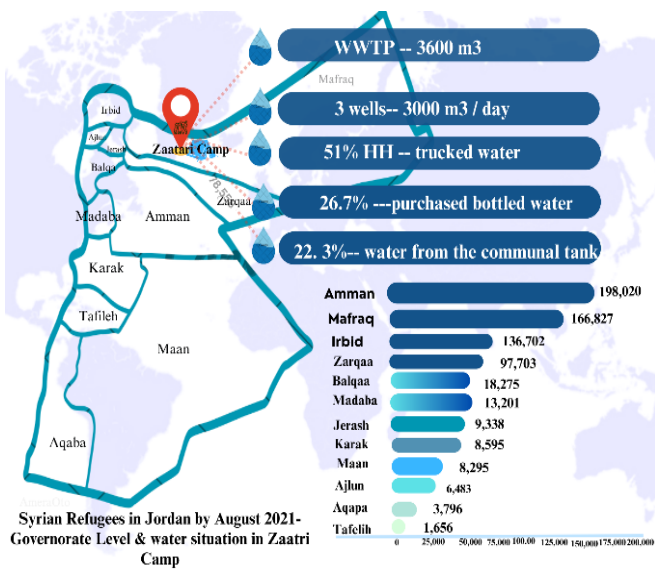 WWTP -- 3600 m3
Mafraq
3 wells-- 3000 m3 / day
51% HH -- trucked water
26.7% ---purchased bottled water
22. 3%-- water from the communal tank
Irbid
Ajlun
Jerash
Zaatari Camp
Balqa
78,55
Zarqaa
Madaba
Amman
Karak
Tafileh
Maan
Aqaba
Amman 198,020
Mafraq 166,827
Irbid 136,702
Zarqaa 97,703
Balqaa 18,275
Madaba 13,201
Jerash 9,338
Karak 8,595
Maan 8,295
Ajlun 6,483
Aqapa 3,796
Tafelih 1,656
0 25,000 50,000 75,000 100.00 125,000 150,000 175,000 200,000
Syrian Refugees in Jordan by August 2021-
Governorate Level & water situation in Zaatri
Camp